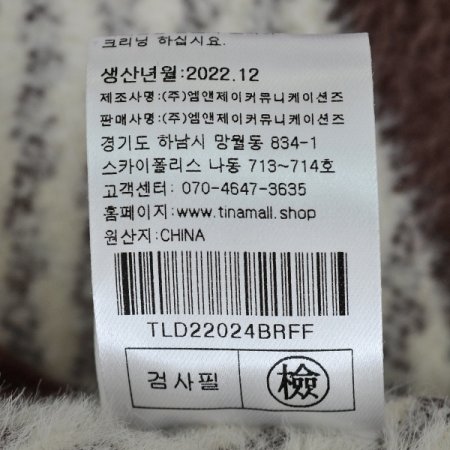 크리닝 하십시요.
생산년월:2022.12
제조사명:(주)엠앤제이커뮤니케이션즈
판매사명:(주)엠앤제이커뮤니케이션즈
경기도 하남시 망월동 834-1
스카이폴리스 나동 713~714호
고객센터: 070-4647-3635
홈페이지:www.tinamall.shop
원산지:CHINA
TLD22024BRFF
검사필 檢